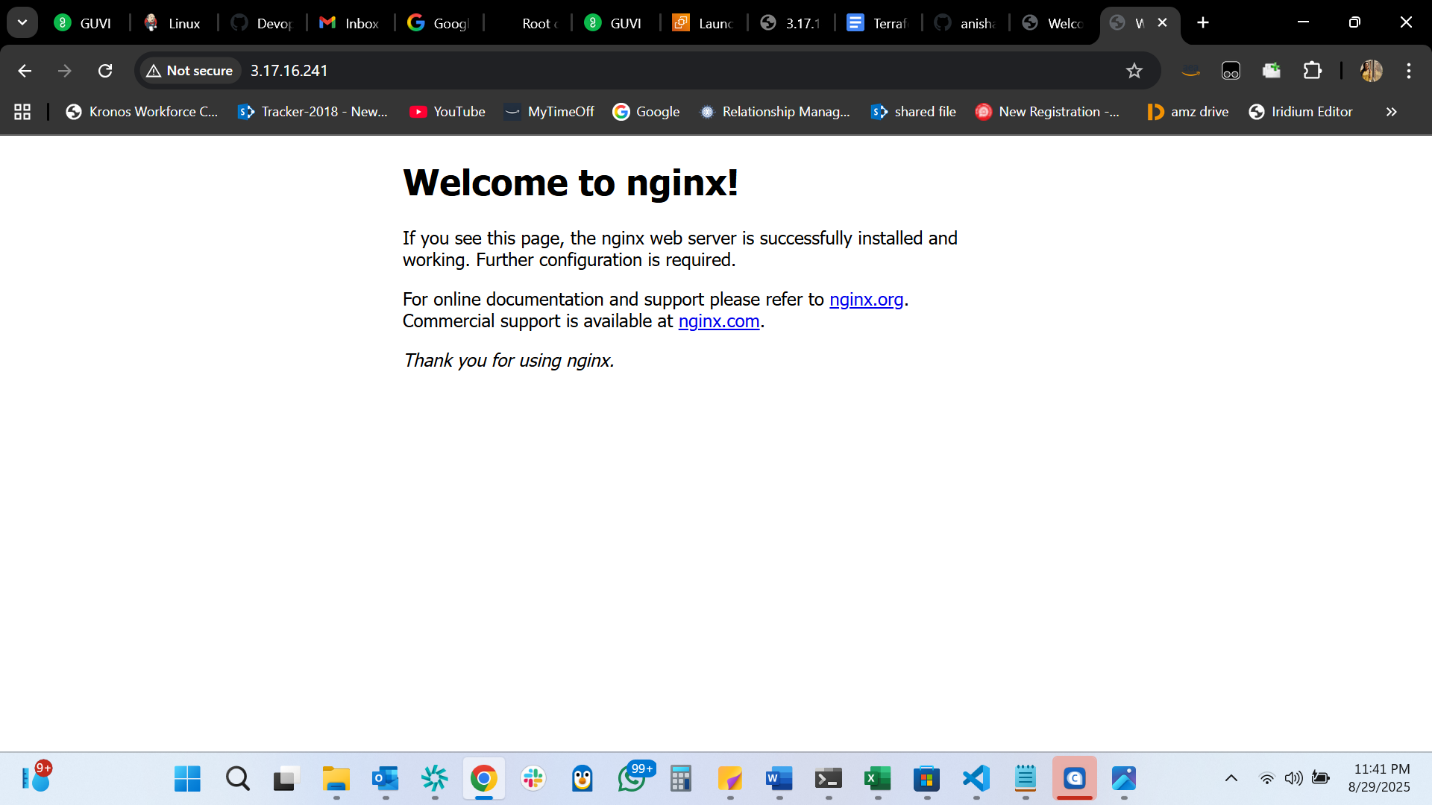 GUVI
Linux
Devop
Inbox
Googl
Root
GUVI
Launc
3.17.1
Terraf
anisha
Welco
W
Not secure
3.17.16.241
Kronos Workforce C...
Tracker-2018 - New...
YouTube
MyTimeOff
Google
Relationship Manag...
shared file
New Registration -...
amz drive
Iridium Editor
Welcome to nginx!
If you see this page, the nginx web server is successfully installed and
working. Further configuration is required.
For online documentation and support please refer to nginx.org.
Commercial support is available at nginx.com.
Thank you for using nginx.
9+
99+
11:41 PM
8/29/2025